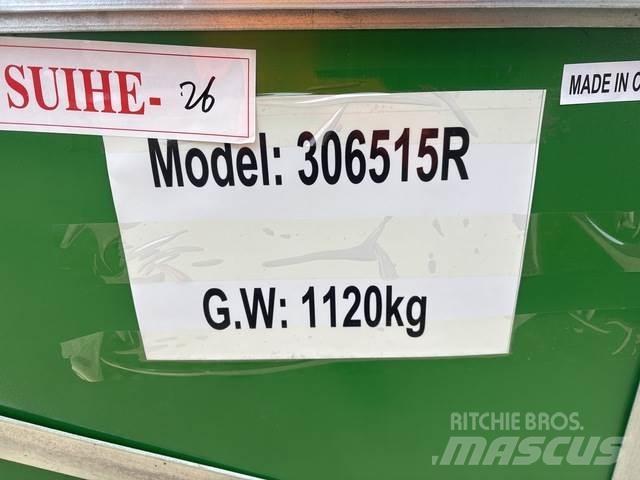 SUIHE- 26
MADE IN C
Model: 306515R
G.W: 1120kg
RITCHIE BROS.
MASCUS